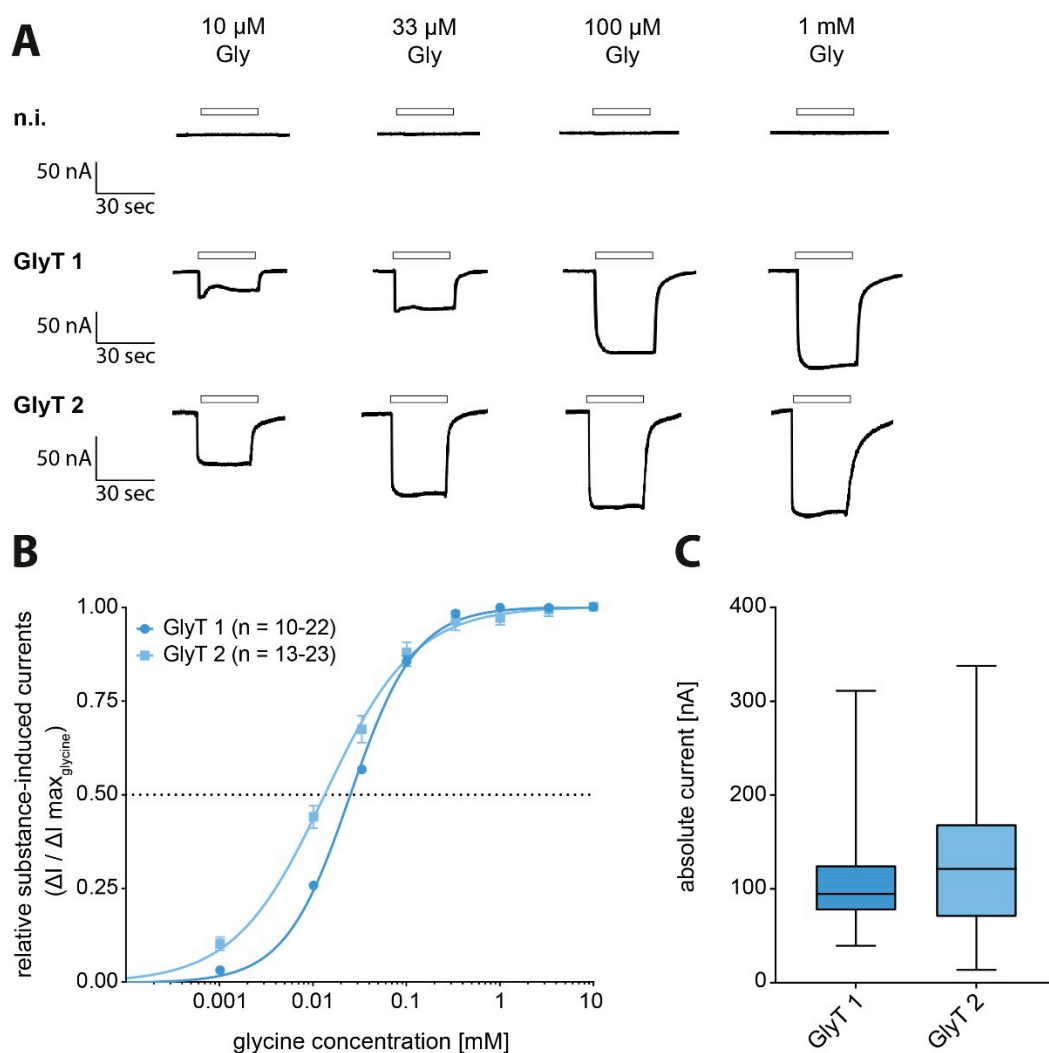 A
10 µM
Gly
33 µM
Gly
100 µM
Gly
1 mM
Gly
n.i.
50 nA
30 sec
GlyT 1
50 nA
30 sec
GlyT 2
50 nA
30 sec
B
relative substance-induced currents
(ΔI / ΔI max glycine)
1.00
0.75
0.50
0.25
0.00
GlyT 1 (n = 10-22)
GlyT 2 (n = 13-23)
0.001
0.01
0.1
1
10
glycine concentration [mM]
C
absolute current [nA]
400
300
200
100
0
GlyT 1
GlyT 2